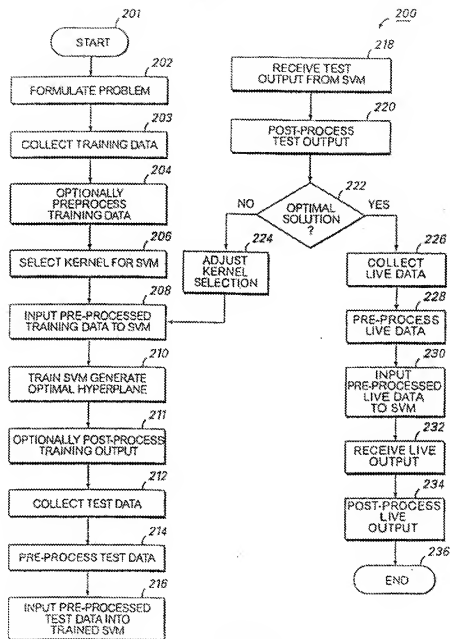 200
201
START
202
FORMULATE PROBLEM
203
COLLECT TRAINING DATA
204
OPTIONALLY
PREPROCESS
TRAINING DATA
206
SELECT KERNEL FOR SVM
208
INPUT PRE-PROCESSED
TRAINING DATA TO SVM
210
TRAIN SVM GENERATE
OPTIMAL HYPERPLANE
211
OPTIONALLY POST-PROCESS
TRAINING OUTPUT
212
COLLECT TEST DATA
214
PRE-PROCESS TEST DATA
216
INPUT PRE-PROCESSED
TEST DATA INTO
TRAINED SVM
218
RECEIVE TEST
OUTPUT FROM SVM
220
POST-PROCESS
TEST OUTPUT
222
OPTIMAL
SOLUTION
?
NO
YES
224
ADJUST
KERNEL
SELECTION
226
COLLECT
LIVE DATA
228
PRE-PROCESS
LIVE DATA
230
INPUT
PRE-PROCESSED
LIVE DATA
TO SVM
232
RECEIVE LIVE
OUTPUT
234
POST-PROCESS
LIVE
OUTPUT
236
END